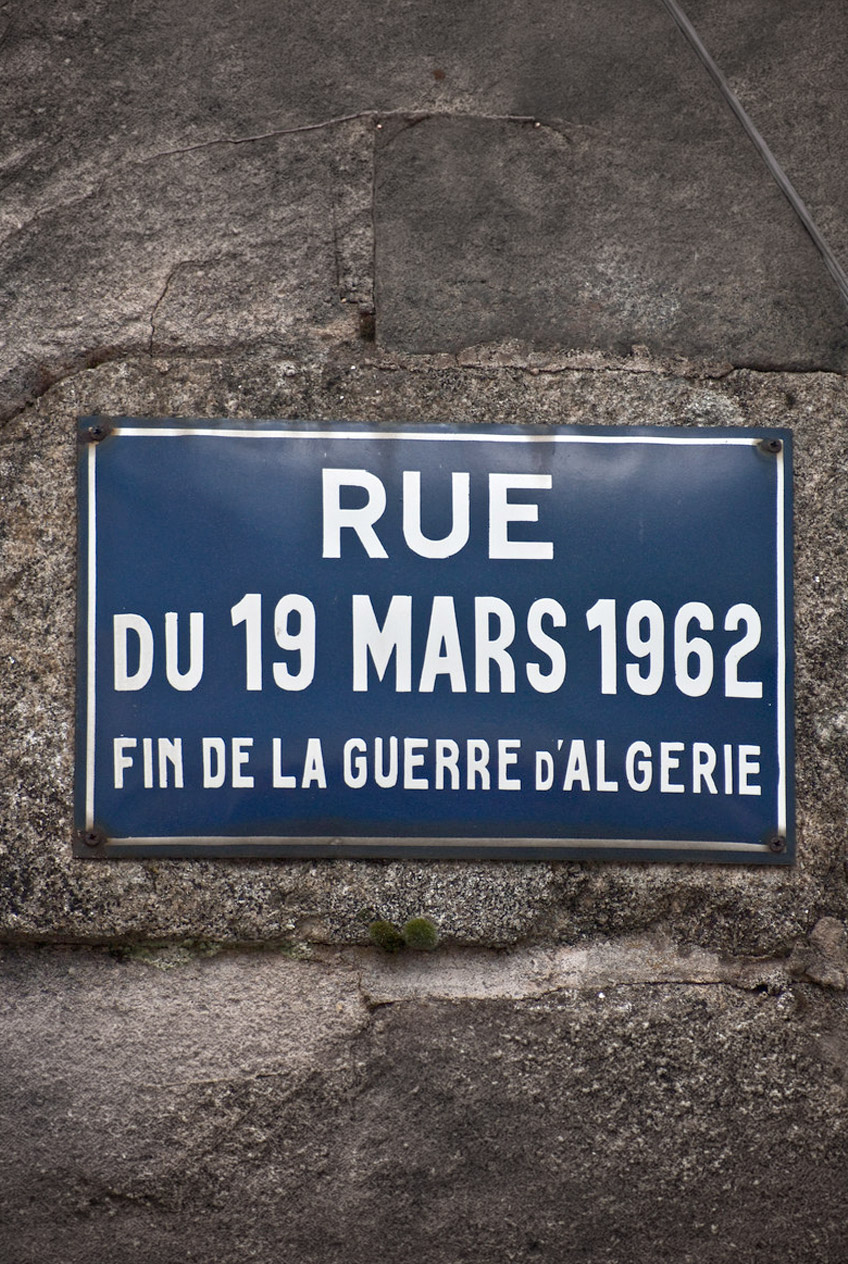 RUE
DU 19 MARS 1962
FIN DE LA GUERRE D'ALGERIE